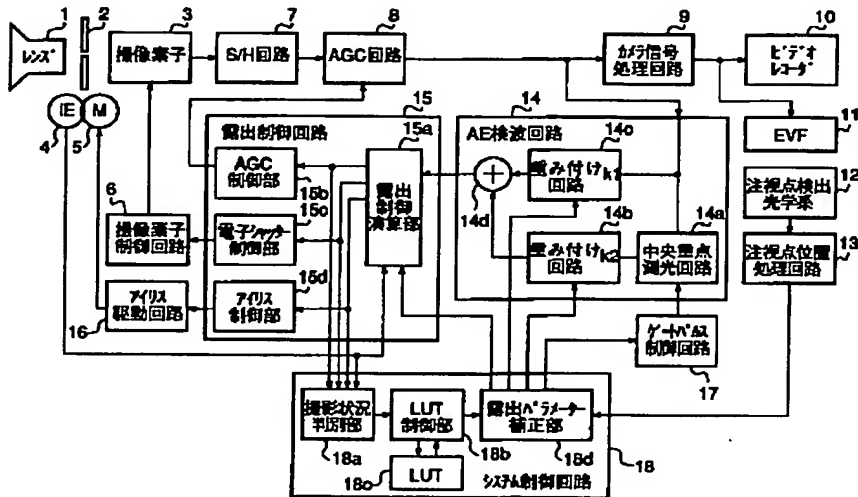 1
2
3
7
8
9
10
レンズ
撮像素子
S/H回路
AGC回路
カメラ信号
処理回路
ビデオ
レコーダ
IE
M
4
5
15
露出制御回路
15a
AGC
制御部
15b
露出
制御
演算部
15c
電子シャッター
制御部
15d
アイリス
制御部
6
撮像素子
制御回路
アイリス
駆動回路
16
14
AE検波回路
14c
重み付け
回路
k1
14d
14b
重み付け
回路
k2
14a
中央重点
測光回路
11
EVF
12
注視点検出
光学系
13
注視点位置
処理回路
ゲートパルス
制御回路
17
撮影状況
判別部
18a
LUT
制御部
18b
露出パラメーター
補正部
18d
18c
LUT
システム制御回路
18